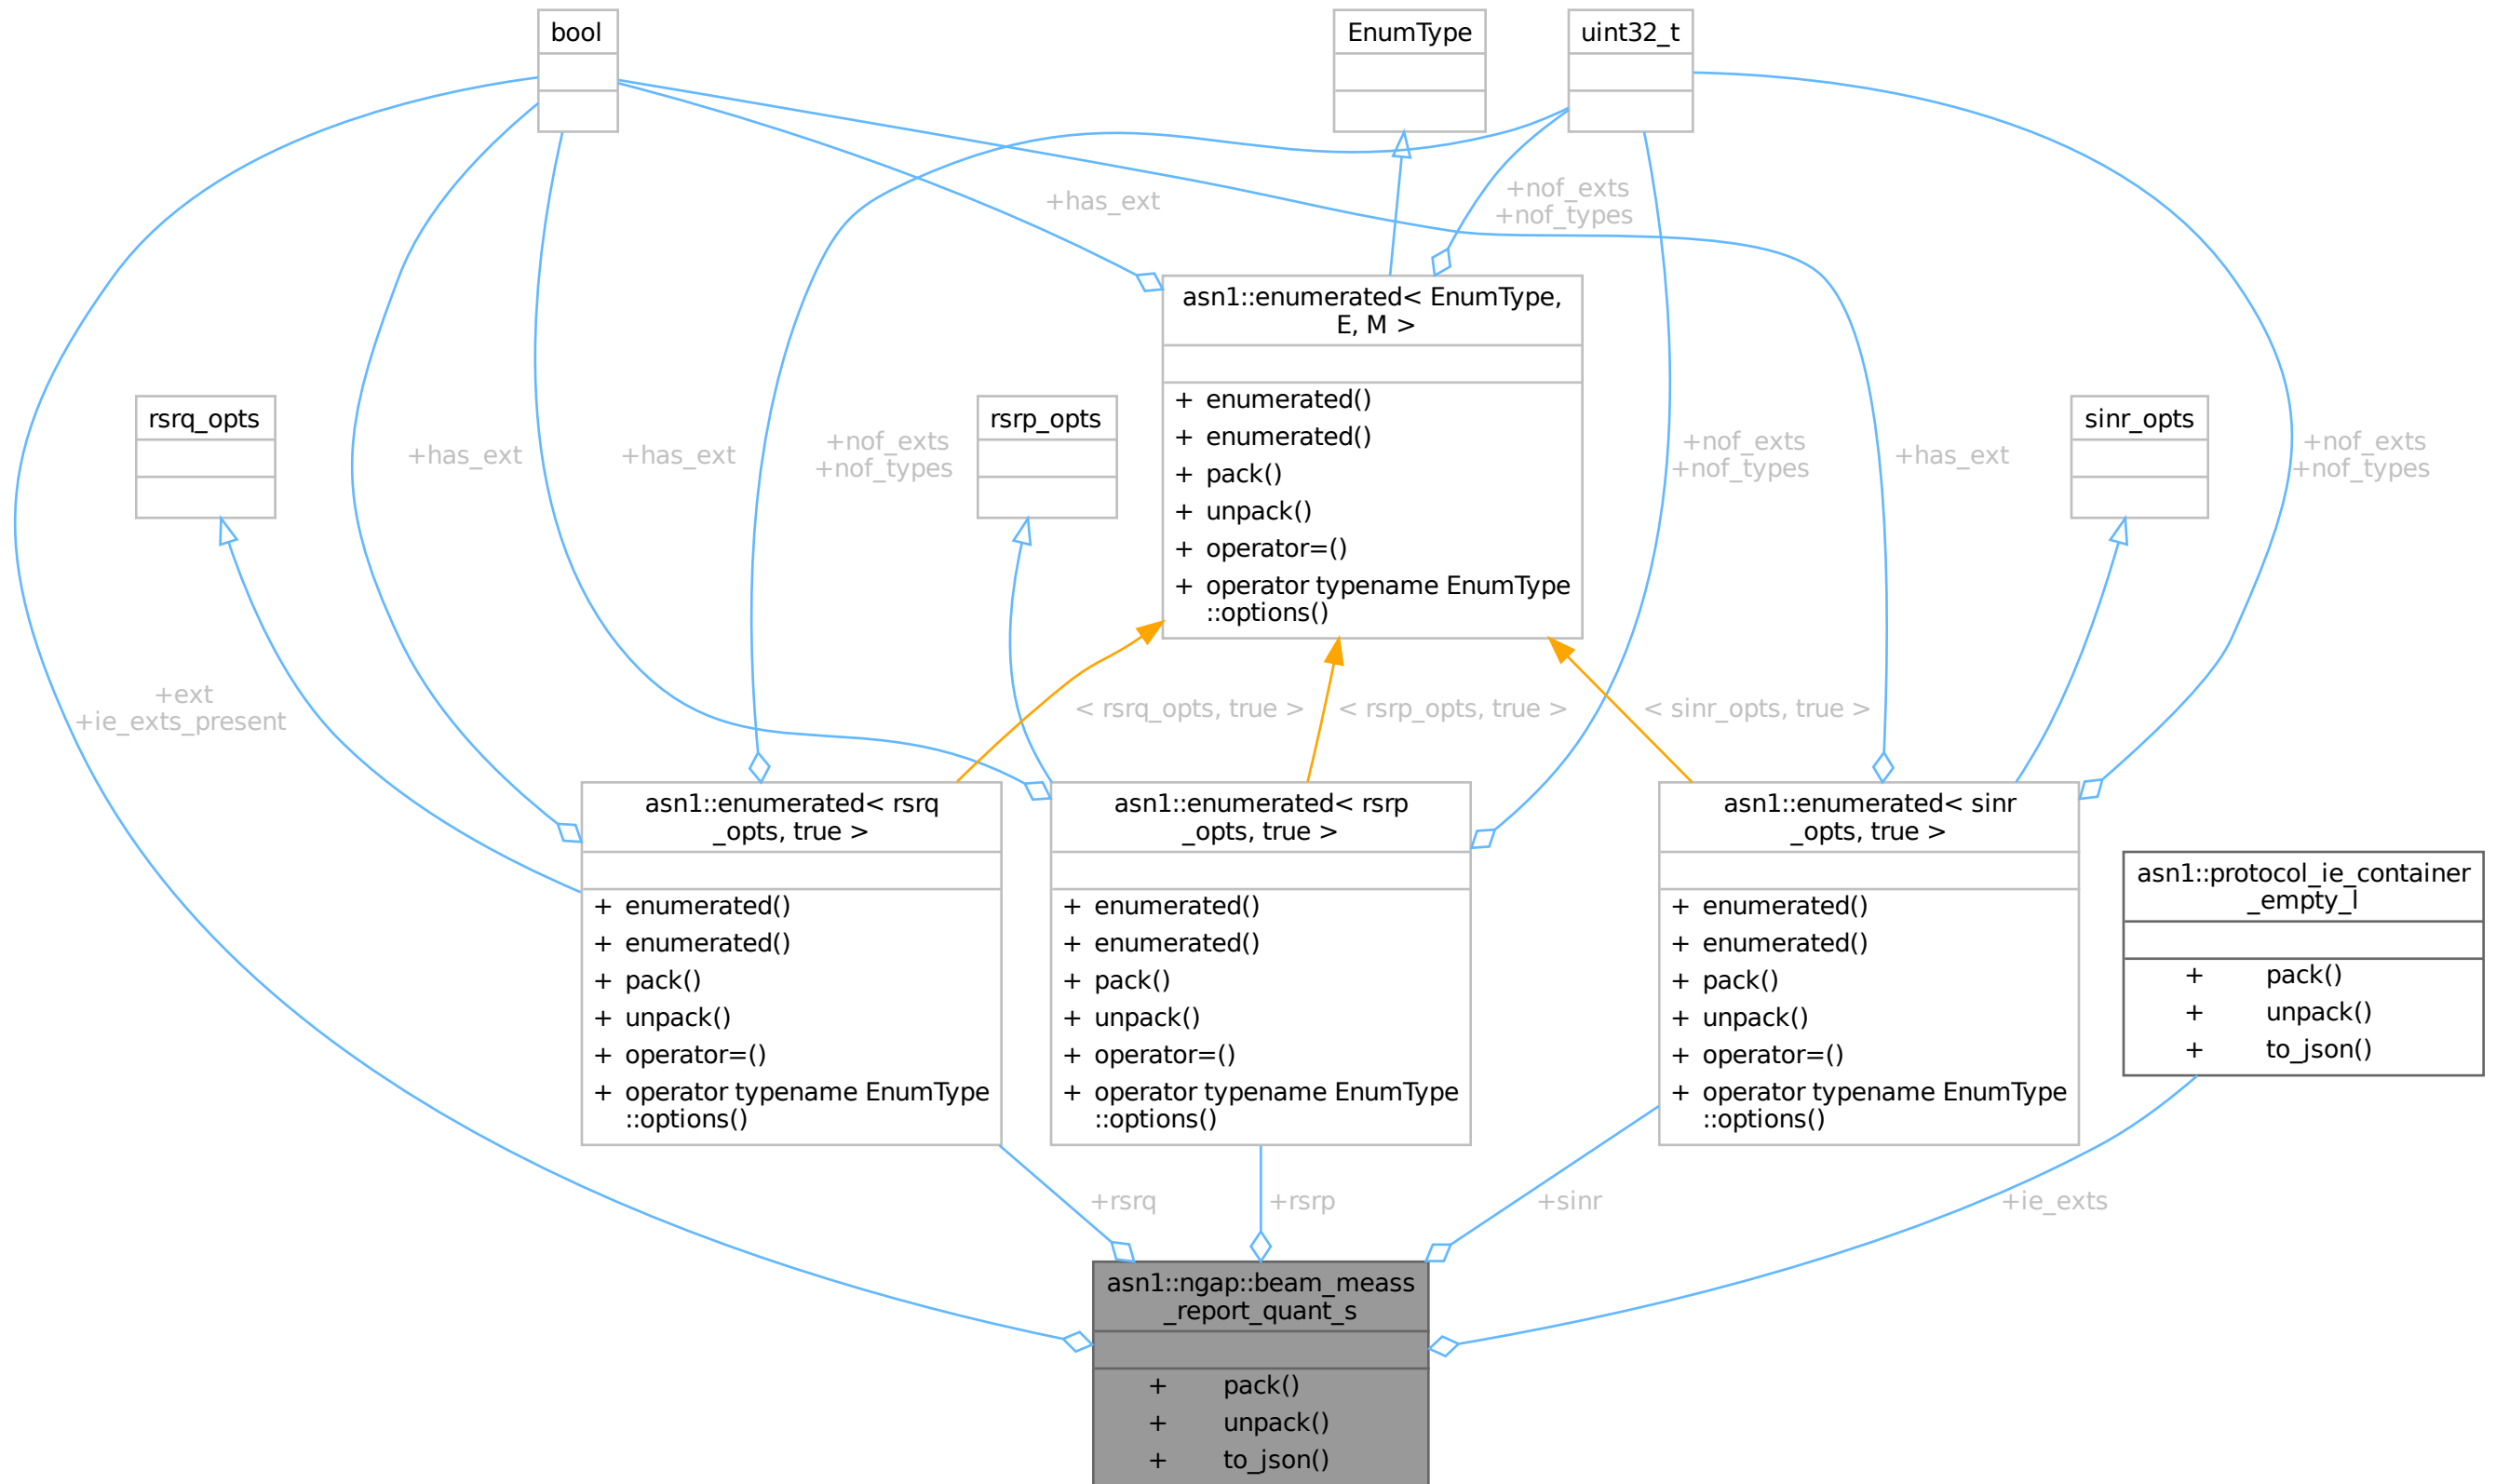 bool
EnumType
uint32_t
+has_ext
+nof_exts
+nof_types
asn1::enumerated< EnumType,
E, M >
+ enumerated()
+ enumerated()
+ pack()
+ unpack()
+ operator=()
+ operator typename EnumType
::options()
rsrq_opts
rsrp_opts
sinr_opts
+has_ext
+has_ext
+nof_exts
+nof_types
+nof_exts
+nof_types
+has_ext
+nof_exts
+nof_types
+ext
+ie_exts_present
< rsrq_opts, true >
< rsrp_opts, true >
< sinr_opts, true >
asn1::enumerated< rsrq
_opts, true >
+ enumerated()
+ enumerated()
+ pack()
+ unpack()
+ operator=()
+ operator typename EnumType
::options()
asn1::enumerated< rsrp
_opts, true >
+ enumerated()
+ enumerated()
+ pack()
+ unpack()
+ operator=()
+ operator typename EnumType
::options()
asn1::enumerated< sinr
_opts, true >
+ enumerated()
+ enumerated()
+ pack()
+ unpack()
+ operator=()
+ operator typename EnumType
::options()
asn1::protocol_ie_container
_empty_l
+ pack()
+ unpack()
+ to_json()
+rsrq
+rsrp
+sinr
+ie_exts
asn1::ngap::beam_meass
_report_quant_s
+ pack()
+ unpack()
+ to_json()